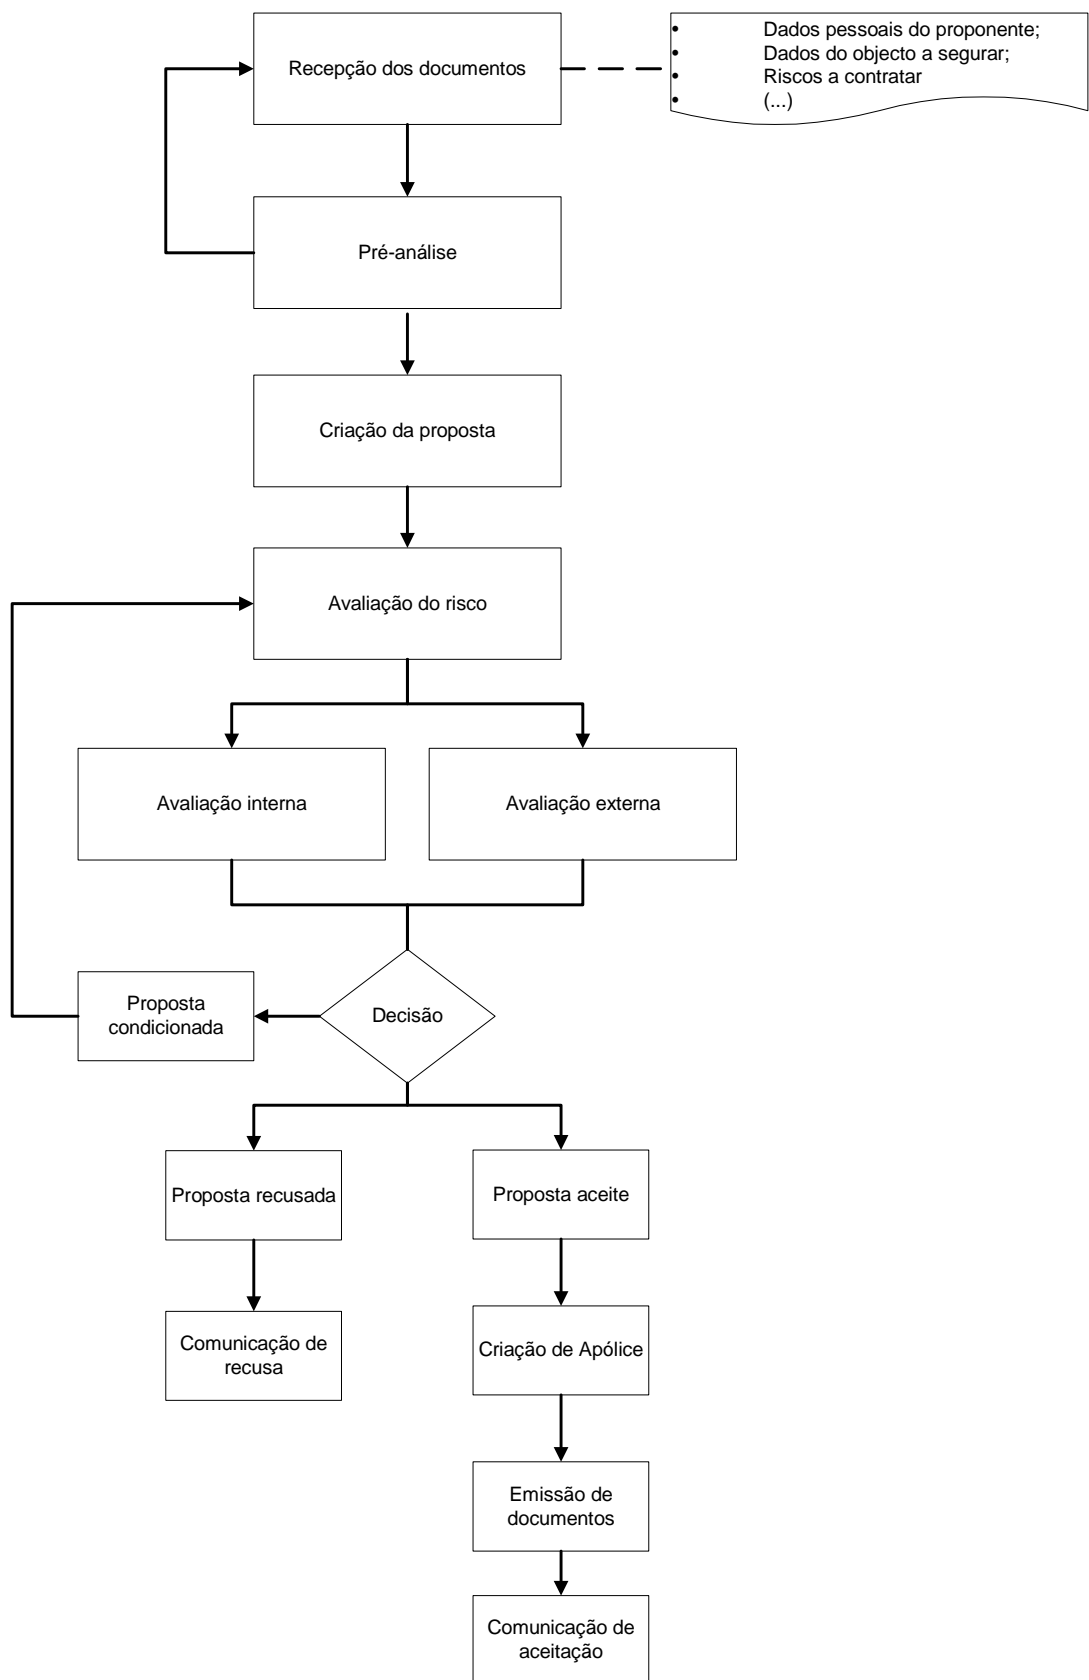 Recepção dos documentos
• Dados pessoais do proponente;
• Dados do objecto a segurar;
• Riscos a contratar
• (...)
Pré-análise
Criação da proposta
Avaliação do risco
Avaliação interna
Avaliação externa
Proposta
condicionada
Decisão
Proposta recusada
Proposta aceite
Comunicação de
recusa
Criação de Apólice
Emissão de
documentos
Comunicação de
aceitação